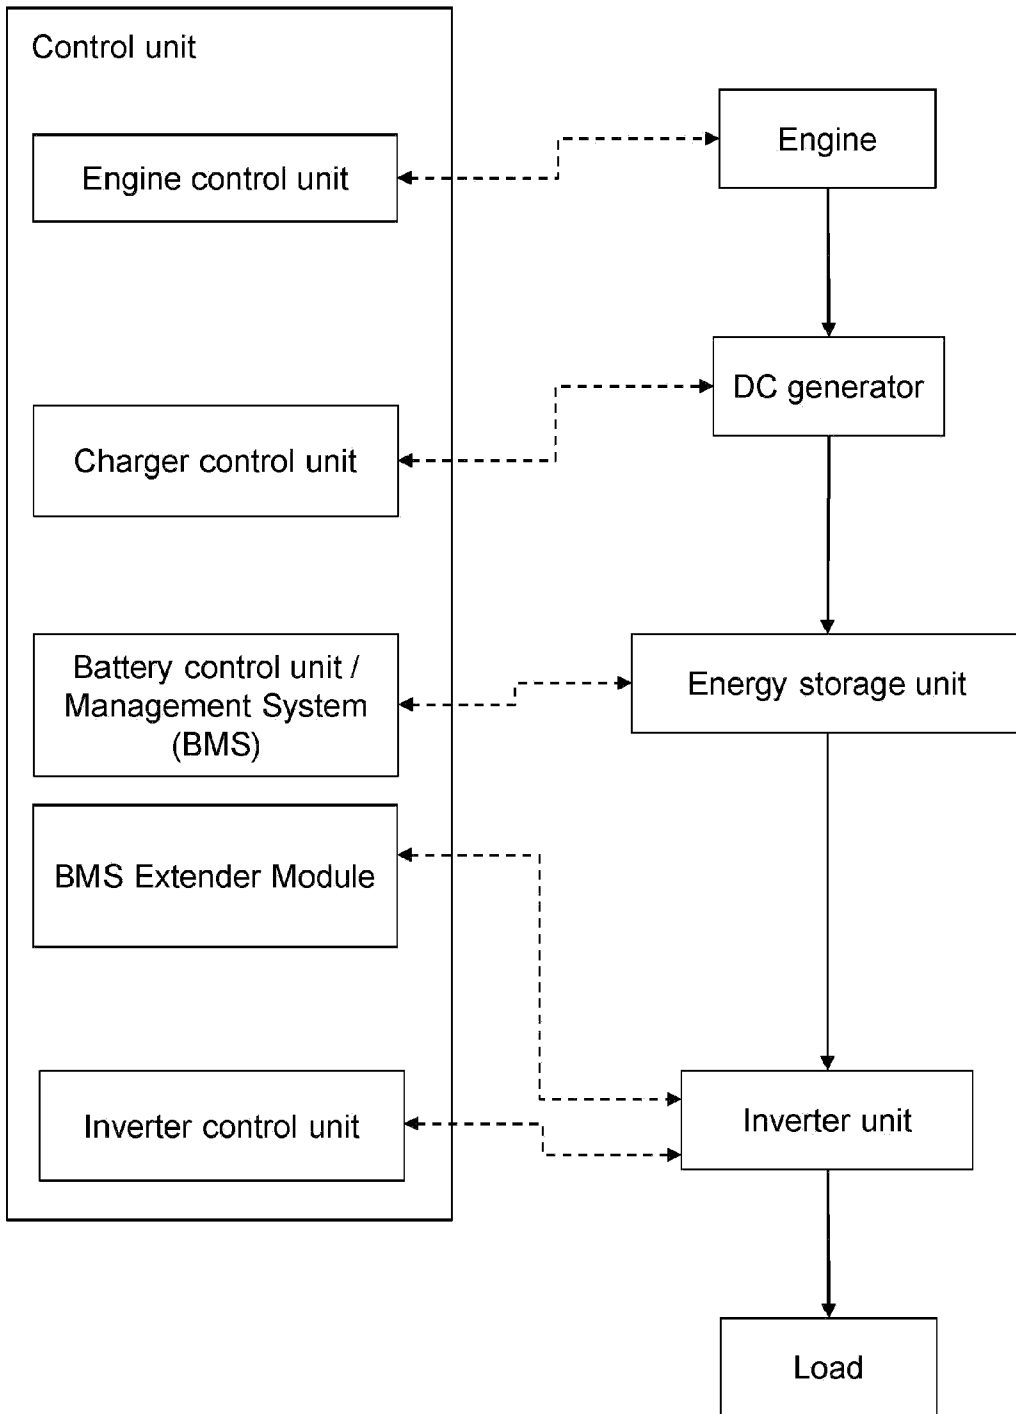 Control unit
Engine control unit
Engine
Charger control unit
DC generator
Battery control unit /
Management System
(BMS)
Energy storage unit
BMS Extender Module
Inverter control unit
Inverter unit
Load